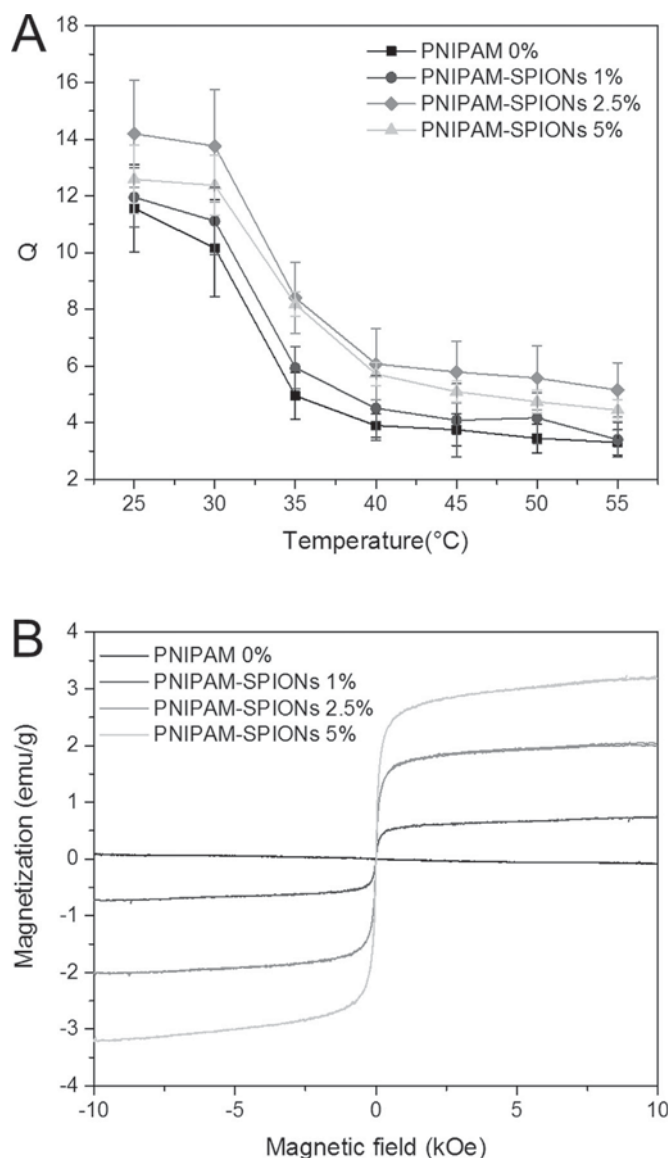 A
18
16
14
12
10
8
6
4
2
Q
PNIPAM 0%
PNIPAM-SPIONs 1%
PNIPAM-SPIONs 2.5%
PNIPAM-SPIONs 5%
25 30 35 40 45 50 55
Temperature(°C)
B
4
3
2
1
0
-1
-2
-3
-4
Magnetization (emu/g)
PNIPAM 0%
PNIPAM-SPIONs 1%
PNIPAM-SPIONs 2.5%
PNIPAM-SPIONs 5%
-10 -5 0 5 10
Magnetic field (kOe)